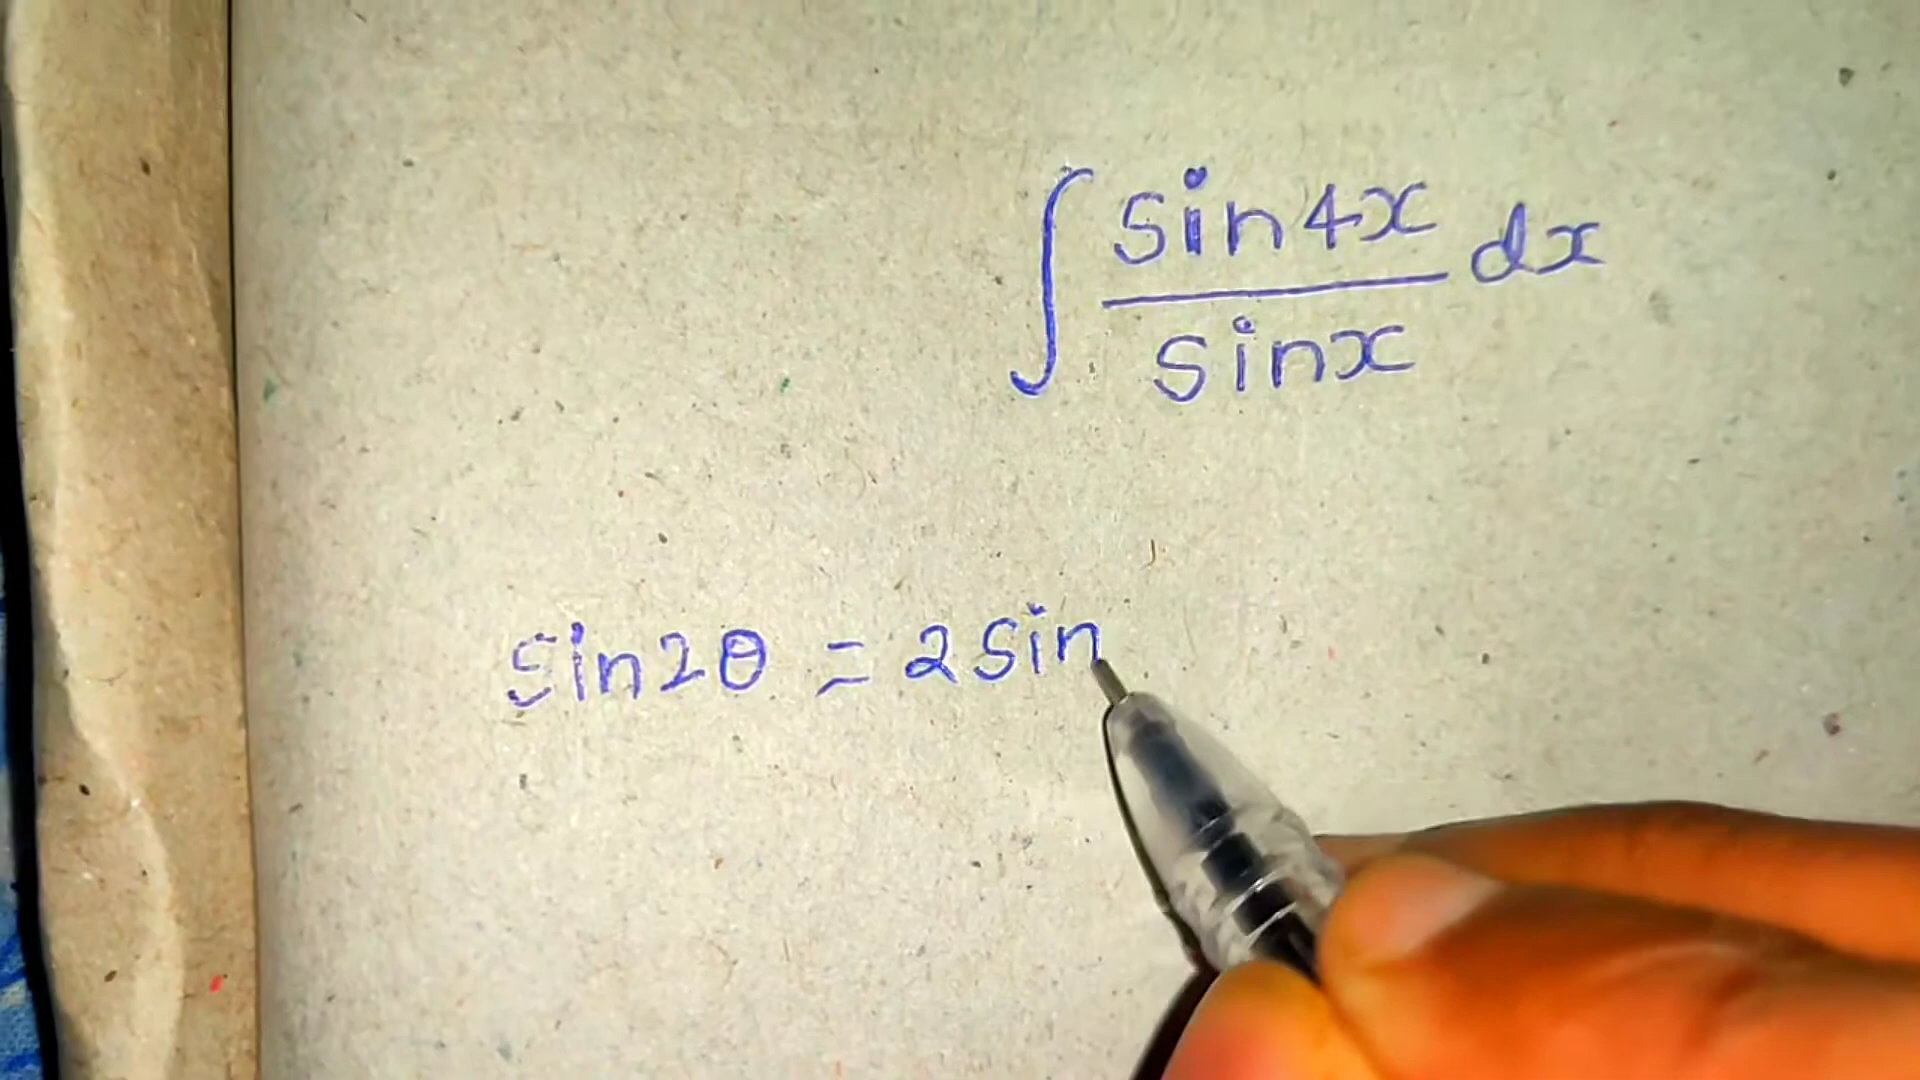 ∫ sin4x / sinx dx
sin2θ = 2sin